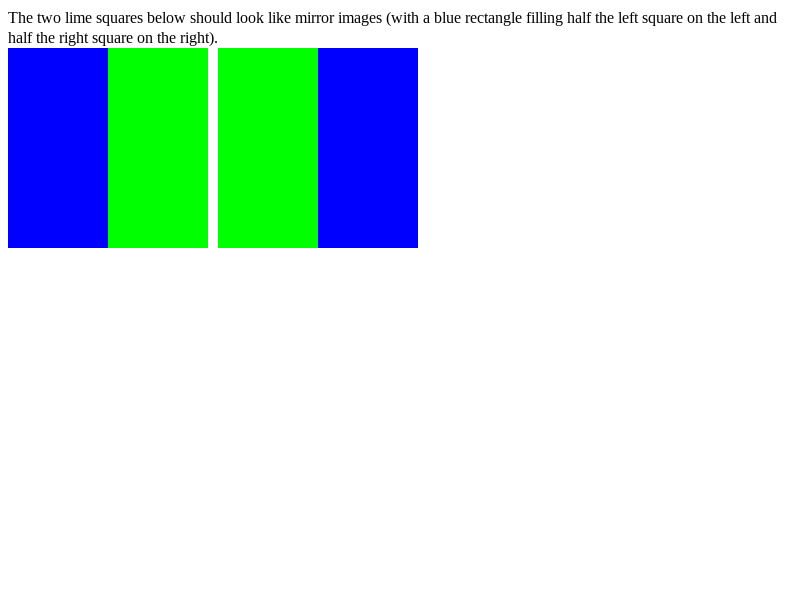 The two lime squares below should look like mirror images (with a blue rectangle filling half the left square on the left and
half the right square on the right).